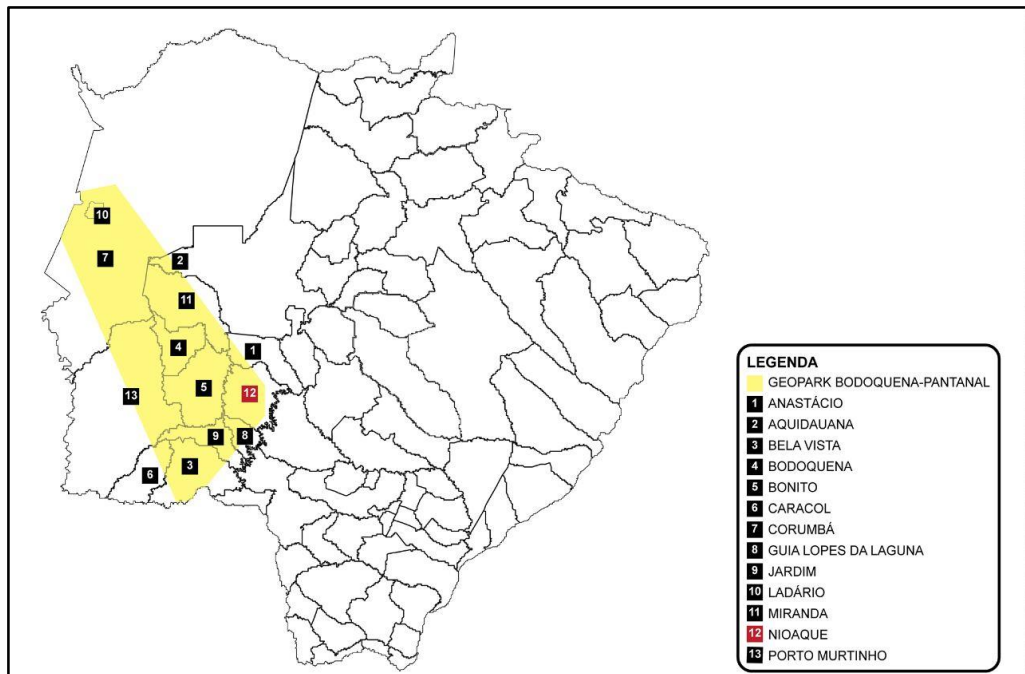 10
7
2
11
4
1
5
13
12
9
8
3
6
LEGENDA
GEOPARK BODOQUENA-PANTANAL
1 ANASTÁCIO
2 AQUIDAUANA
3 BELA VISTA
4 BODOQUENA
5 BONITO
6 CARACOL
7 CORUMBÁ
8 GUIA LOPES DA LAGUNA
9 JARDIM
10 LADÁRIO
11 MIRANDA
12 NIOAQUE
13 PORTO MURTINHO